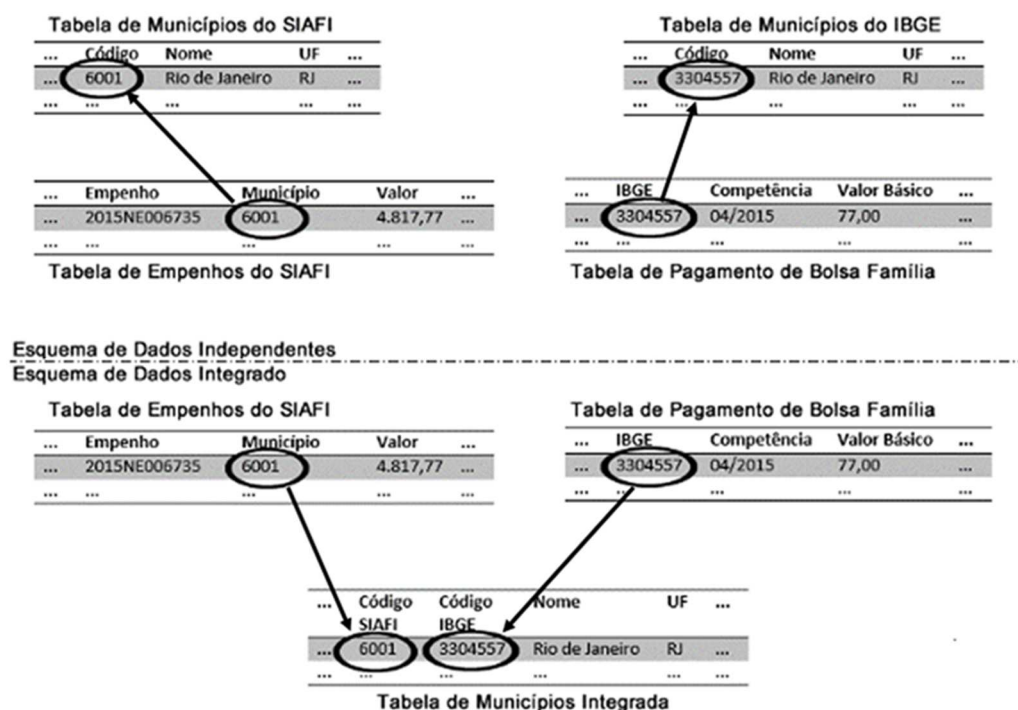 Tabela de Municípios do SIAFI
... Código Nome UF ...
... 6001 Rio de Janeiro RJ ...
... ... ... ... ...
Tabela de Municípios do IBGE
... Código Nome UF ...
... 3304557 Rio de Janeiro RJ ...
... ... ... ... ...
... Empenho Município Valor ...
... 2015NE006735 6001 4.817,77 ...
... ... ... ... ...
Tabela de Empenhos do SIAFI
... IBGE Competência Valor Básico ...
... 3304557 04/2015 77,00 ...
... ... ... ... ...
Tabela de Pagamento de Bolsa Família
Esquema de Dados Independentes
Esquema de Dados Integrado
Tabela de Empenhos do SIAFI
... Empenho Município Valor ...
... 2015NE006735 6001 4.817,77 ...
... ... ... ... ...
Tabela de Pagamento de Bolsa Família
... IBGE Competência Valor Básico ...
... 3304557 04/2015 77,00 ...
... ... ... ... ...
... Código Código Nome UF ...
SIAFI IBGE
... 6001 3304557 Rio de Janeiro RJ ...
... ... ... ... ... ...
Tabela de Municípios Integrada